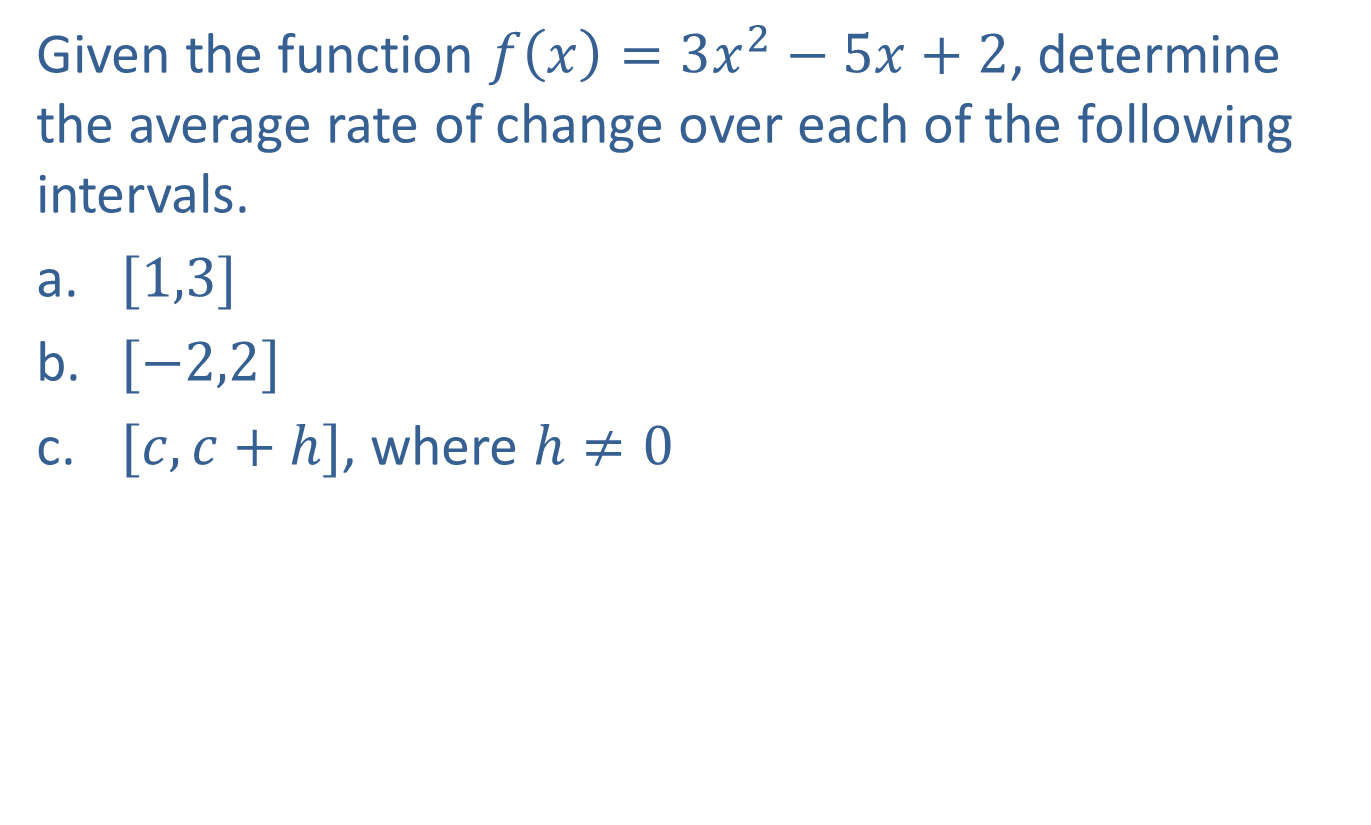 Given the function f(x) = 3x² − 5x + 2, determine
the average rate of change over each of the following
intervals.
a. [1,3]
b. [−2,2]
c. [c, c + h], where h ≠ 0